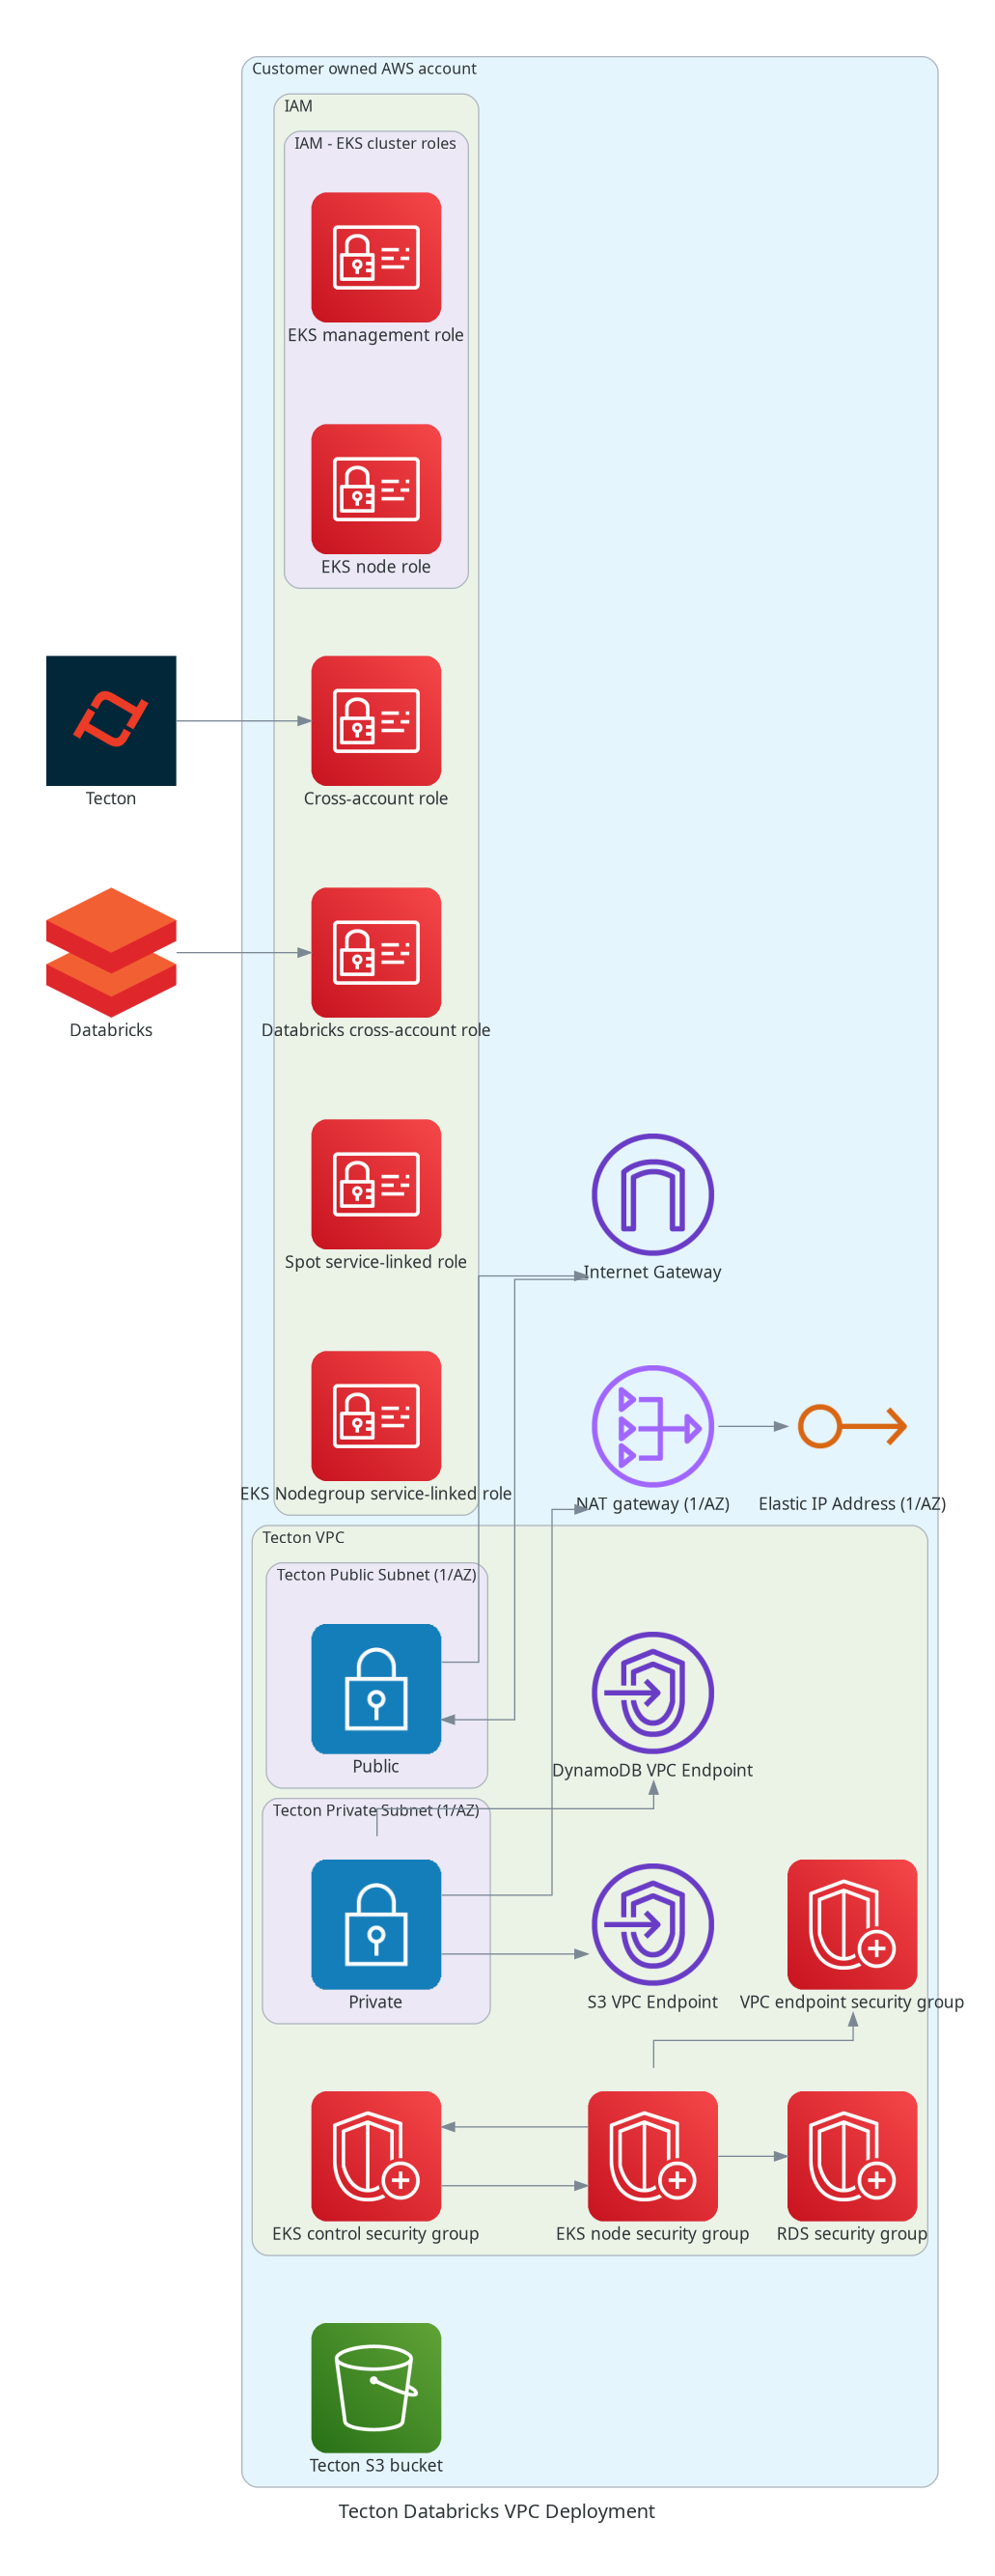 Customer owned AWS account
IAM
IAM - EKS cluster roles
EKS management role
EKS node role
Tecton
Cross-account role
Databricks
Databricks cross-account role
Spot service-linked role
Internet Gateway
EKS Nodegroup service-linked role
NAT gateway (1/AZ)
Elastic IP Address (1/AZ)
Tecton VPC
Tecton Public Subnet (1/AZ)
Public
DynamoDB VPC Endpoint
Tecton Private Subnet (1/AZ)
Private
S3 VPC Endpoint
VPC endpoint security group
EKS control security group
EKS node security group
RDS security group
Tecton S3 bucket
Tecton Databricks VPC Deployment